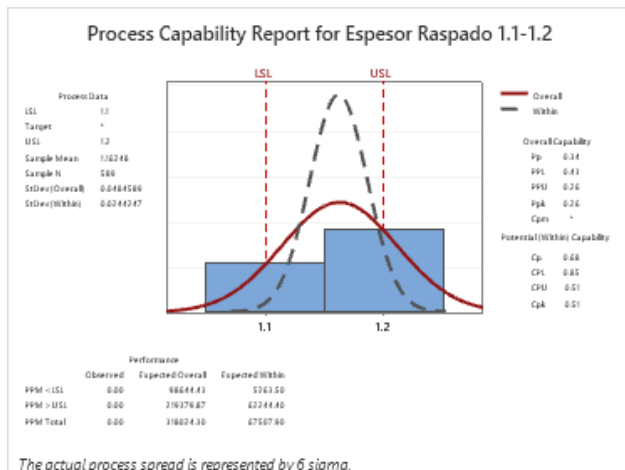 Process Capability Report for Espesor Raspado 1.1-1.2
LSL USL
Process Data
LSL 1.1
Target *
USL 1.2
Sample Mean 1.16248
Sample N 589
StDev(Overall) 0.0484589
StDev(Within) 0.0244247
Overall
Within
Overall Capability
Pp 0.34
PPL 0.43
PPU 0.26
Ppk 0.26
Cpm *
Potential (Within) Capability
Cp 0.68
CPL 0.85
CPU 0.51
Cpk 0.51
1.1 1.2
Performance
Observed Expected Overall Expected Within
PPM < LSL 0.00 98644.43 5263.50
PPM > USL 0.00 219379.87 62244.40
PPM Total 0.00 318024.30 67507.90
The actual process spread is represented by 6 sigma.